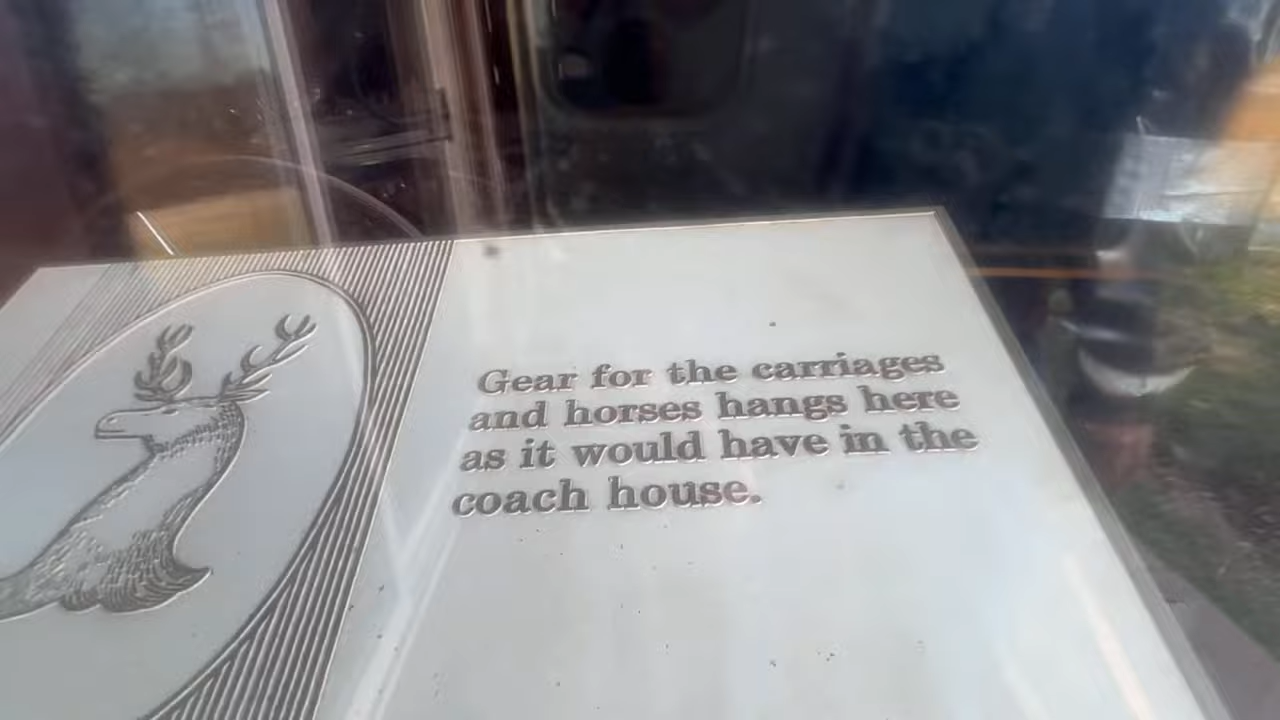 Gear for the carriages
and horses hangs here
as it would have in the
coach house.